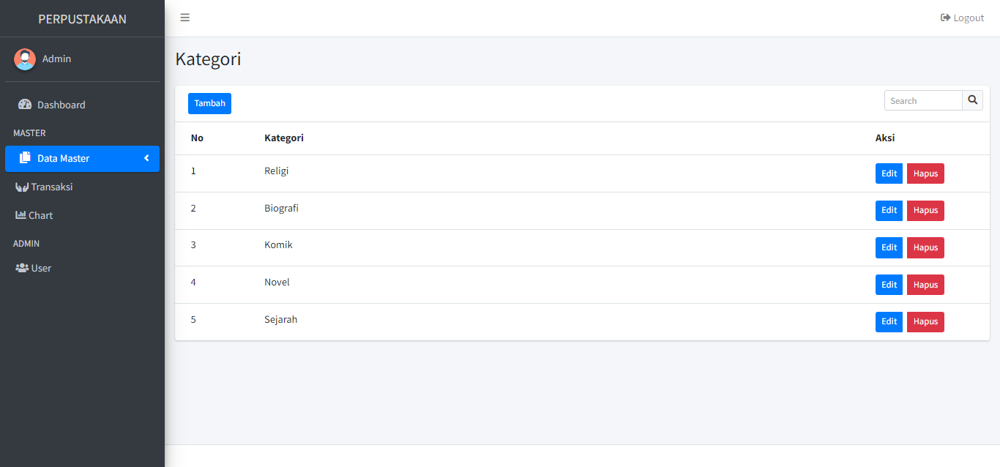 PERPUSTAKAAN
Logout
Admin
Dashboard
MASTER
Data Master
Transaksi
Chart
ADMIN
User
Kategori
Tambah
Search
No Kategori Aksi
1 Religi Edit Hapus
2 Biografi Edit Hapus
3 Komik Edit Hapus
4 Novel Edit Hapus
5 Sejarah Edit Hapus